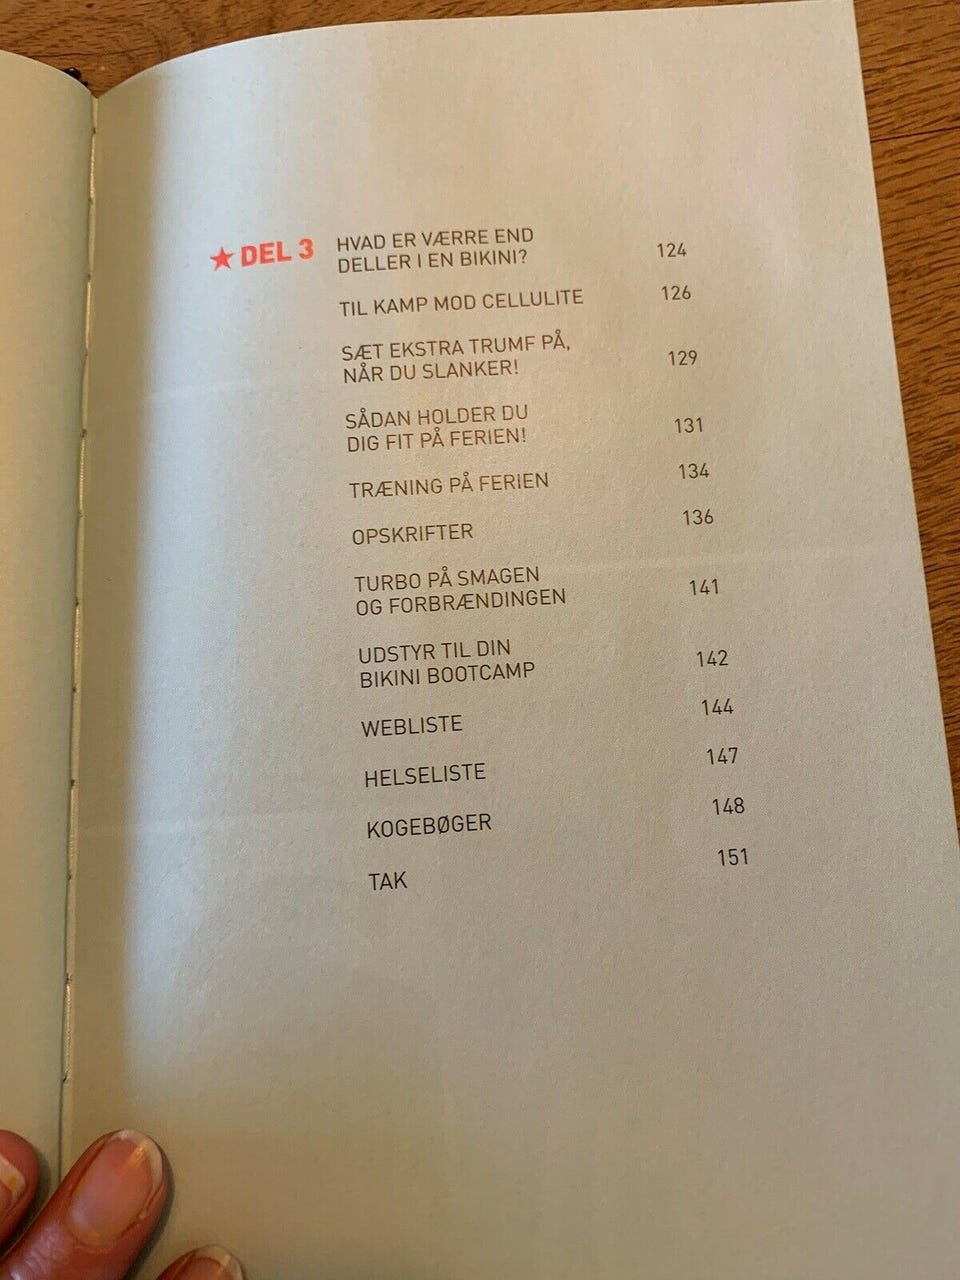 ★ DEL 3 HVAD ER VÆRRE END
DELLER I EN BIKINI? 124
TIL KAMP MOD CELLULITE 126
SÆT EKSTRA TRUMF PÅ,
NÅR DU SLANKER! 129
SÅDAN HOLDER DU
DIG FIT PÅ FERIEN! 131
TRÆNING PÅ FERIEN 134
OPSKRIFTER 136
TURBO PÅ SMAGEN
OG FORBRÆNDINGEN 141
UDSTYR TIL DIN
BIKINI BOOTCAMP 142
WEBLISTE 144
HELSELISTE 147
KOGEBØGER 148
TAK 151